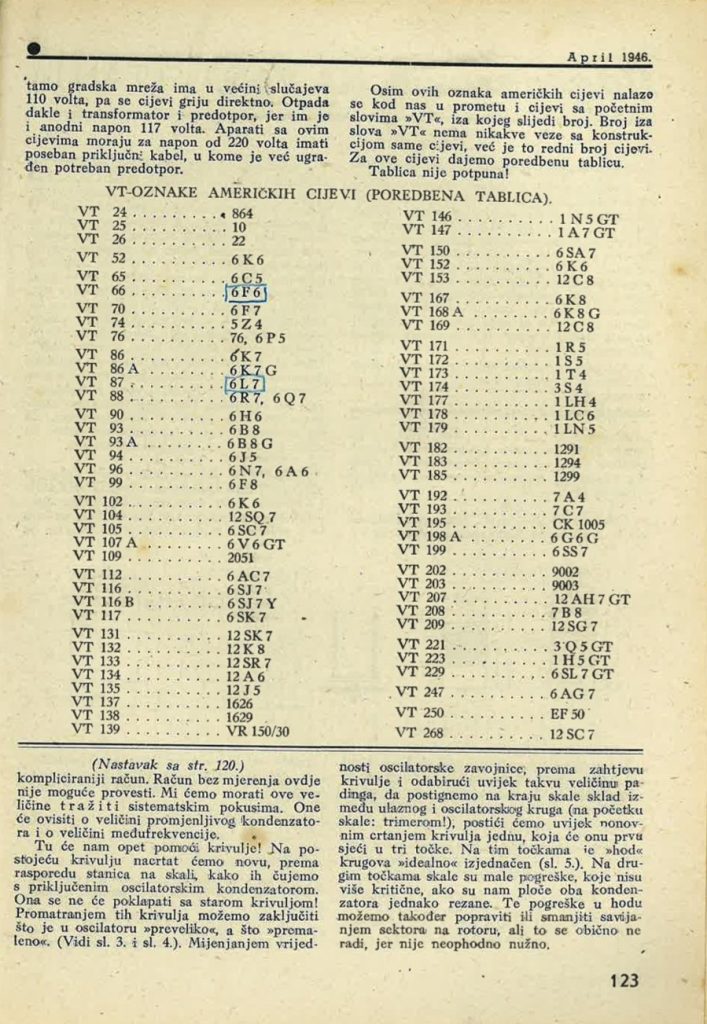 April 1946.
tamo gradska mreža ima u većini slučajeva
110 volta, pa se cijevi griju direktno. Otpada
dakle i transformator i predotpor, jer im je
i anodni napon 117 volta. Aparati sa ovim
cijevima moraju za napon od 220 volta imati
poseban priključni kabel, u kome je već ugra-
đen potreban predotpor.
Osim ovih oznaka američkih cijevi nalaze
se kod nas u prometu i cijevi sa početnim
slovima »VT«, iza kojeg slijedi broj. Broj iza
slova »VT« nema nikakve veze sa konstruk-
cijom same cijevi, već je to redni broj cijevi.
Za ove cijevi dajemo poredbenu tablicu.
Tablica nije potpuna!
VT-OZNAKE AMERIČKIH CIJEVI (POREDBENA TABLICA).
VT 24 . . . . . . . . . . 864
VT 25 . . . . . . . . . . 10
VT 26 . . . . . . . . . . 22
VT 52 . . . . . . . . . . 6K6
VT 65 . . . . . . . . . . 6C5
VT 66 . . . . . . . . . . 6F6
VT 70 . . . . . . . . . . 6F7
VT 74 . . . . . . . . . . 5Z4
VT 76 . . . . . . . . . . 76, 6P5
VT 86 . . . . . . . . . . 6K7
VT 86A . . . . . . . . . 6K7G
VT 87 . . . . . . . . . . 6L7
VT 88 . . . . . . . . . . 6R7, 6Q7
VT 90 . . . . . . . . . . 6H6
VT 93 . . . . . . . . . . 6B8
VT 93A . . . . . . . . . 6B8G
VT 94 . . . . . . . . . . 6J5
VT 96 . . . . . . . . . . 6N7, 6A6
VT 99 . . . . . . . . . . 6F8
VT 102 . . . . . . . . . . 6K6
VT 104 . . . . . . . . . . 12SQ7
VT 105 . . . . . . . . . . 6SC7
VT 107A . . . . . . . . . 6V6GT
VT 109 . . . . . . . . . . 2051
VT 112 . . . . . . . . . . 6AC7
VT 116 . . . . . . . . . . 6SJ7
VT 116B . . . . . . . . . 6SJ7Y
VT 117 . . . . . . . . . . 6SK7
VT 131 . . . . . . . . . . 12SK7
VT 132 . . . . . . . . . . 12K8
VT 133 . . . . . . . . . . 12SR7
VT 134 . . . . . . . . . . 12A6
VT 135 . . . . . . . . . . 12J5
VT 137 . . . . . . . . . . 1626
VT 138 . . . . . . . . . . 1629
VT 139 . . . . . . . . . . VR 150/30
VT 146 . . . . . . . . . . 1N5GT
VT 147 . . . . . . . . . . 1A7GT
VT 150 . . . . . . . . . . 6SA7
VT 152 . . . . . . . . . . 6K6
VT 153 . . . . . . . . . . 12C8
VT 167 . . . . . . . . . . 6K8
VT 168A . . . . . . . . . 6K8G
VT 169 . . . . . . . . . . 12C8
VT 171 . . . . . . . . . . 1R5
VT 172 . . . . . . . . . . 1S5
VT 173 . . . . . . . . . . 1T4
VT 174 . . . . . . . . . . 3S4
VT 177 . . . . . . . . . . 1LH4
VT 178 . . . . . . . . . . 1LC6
VT 179 . . . . . . . . . . 1LN5
VT 182 . . . . . . . . . . 1291
VT 183 . . . . . . . . . . 1294
VT 185 . . . . . . . . . . 1299
VT 192 . . . . . . . . . . 7A4
VT 193 . . . . . . . . . . 7C7
VT 195 . . . . . . . . . . CK 1005
VT 198A . . . . . . . . . 6G6G
VT 199 . . . . . . . . . . 6SS7
VT 202 . . . . . . . . . . 9002
VT 203 . . . . . . . . . . 9003
VT 207 . . . . . . . . . . 12AH7GT
VT 208 . . . . . . . . . . 7B8
VT 209 . . . . . . . . . . 12SG7
VT 221 . . . . . . . . . . 3Q5GT
VT 223 . . . . . . . . . . 1H5GT
VT 229 . . . . . . . . . . 6SL7GT
VT 247 . . . . . . . . . . 6AG7
VT 250 . . . . . . . . . . EF50
VT 268 . . . . . . . . . . 12SC7
(Nastavak sa str. 120.)
kompliciraniji račun. Račun bez mjerenja ovdje
nije moguće provesti. Mi ćemo morati ove ve-
ličine tražiti sistematskim pokusima. One
će ovisiti o veličini promjenljivog kondenzato-
ra i o veličini međufrekvencije.
Tu će nam opet pomoći krivulje! Na po-
stojeću krivulju nacrtat ćemo novu, prema
rasporedu stanica na skali, kako ih čujemo
s priključenim oscilatorskim kondenzatorom.
Ona se ne će poklapati sa starom krivuljom!
Promatranjem tih krivulja možemo zaključiti
što je u oscilatoru »preveliko«, a što »prema-
leno«. (Vidi sl. 3. i sl. 4.). Mijenjanjem vrijed-
nosti oscilatorske zavojnice, prema zahtjevu
krivulje i odabirući uvijek takvu veličinu pa-
dinga, da postignemo na kraju skale sklad iz-
među ulaznog i oscilatorskog kruga (na početku
skale: trimerom!), postići ćemo uvijek ponov-
nim crtanjem krivulja jednu, koja će onu prvu
sjeći u tri točke. Na tim točkama je »hod«
krugova »idealno« izjednačen (sl. 5.). Na dru-
gim točkama skale su male pogreške, koje nisu
više kritične, ako su nam ploče oba konden-
zatora jednako rezane. Te pogreške u hodu
možemo također popraviti ili smanjiti savija-
njem sektora na rotoru, ali to se obično ne
radi, jer nije neophodno nužno.
123